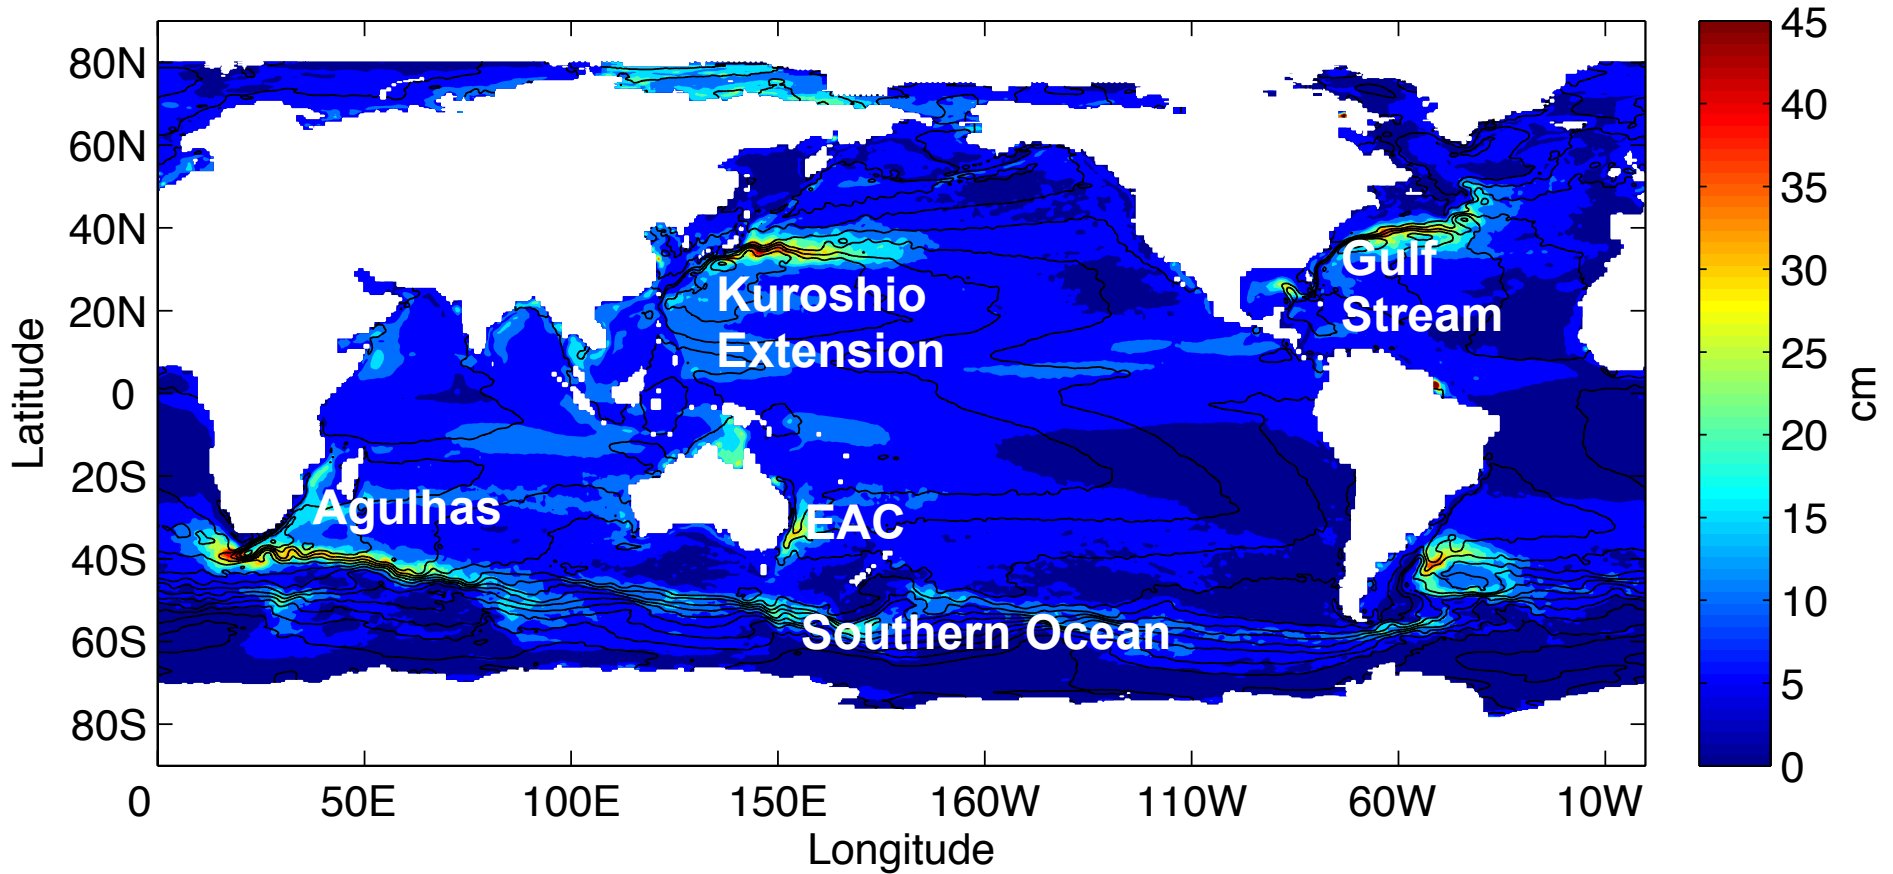 80N
60N
40N
20N
0
20S
40S
60S
80S
Latitude
0
50E
100E
150E
160W
110W
60W
10W
Longitude
Kuroshio
Extension
Gulf
Stream
Agulhas
EAC
Southern Ocean
45
40
35
30
25
20
15
10
5
0
cm